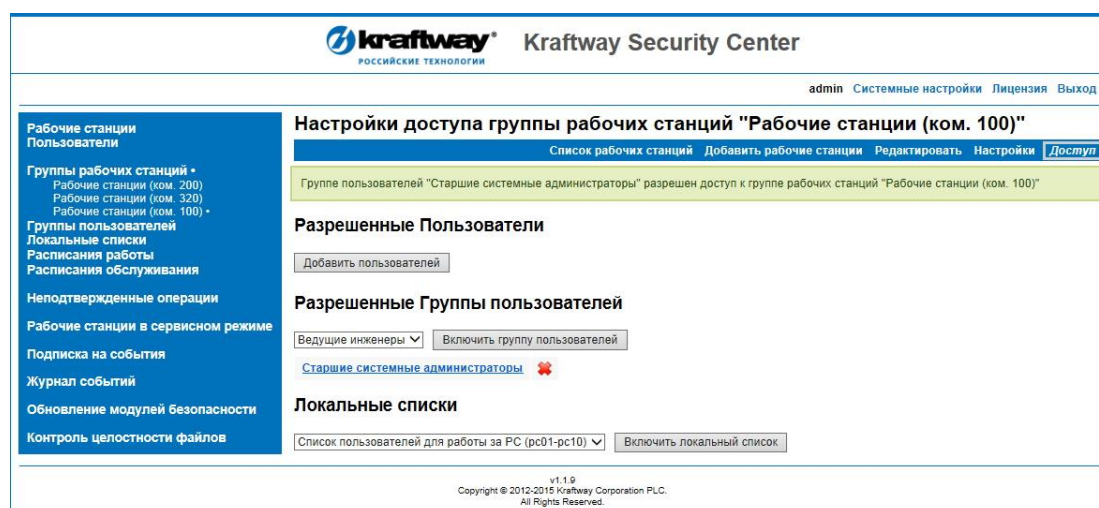 kraftway®
РОССИЙСКИЕ ТЕХНОЛОГИИ
Kraftway Security Center
admin Системные настройки Лицензия Выход
Рабочие станции
Пользователи
Группы рабочих станций •
Рабочие станции (ком. 200)
Рабочие станции (ком. 320)
Рабочие станции (ком. 100) •
Группы пользователей
Локальные списки
Расписания работы
Расписания обслуживания
Неподтвержденные операции
Рабочие станции в сервисном режиме
Подписка на события
Журнал событий
Обновление модулей безопасности
Контроль целостности файлов
Настройки доступа группы рабочих станций "Рабочие станции (ком. 100)"
Список рабочих станций Добавить рабочие станции Редактировать Настройки Доступ
Группе пользователей "Старшие системные администраторы" разрешен доступ к группе рабочих станций "Рабочие станции (ком. 100)"
Разрешенные Пользователи
Добавить пользователей
Разрешенные Группы пользователей
Ведущие инженеры Включить группу пользователей
Старшие системные администраторы
Локальные списки
Список пользователей для работы за PC (pc01-pc10) Включить локальный список
v1.1.9
Copyright © 2012-2015 Kraftway Corporation PLC.
All Rights Reserved.